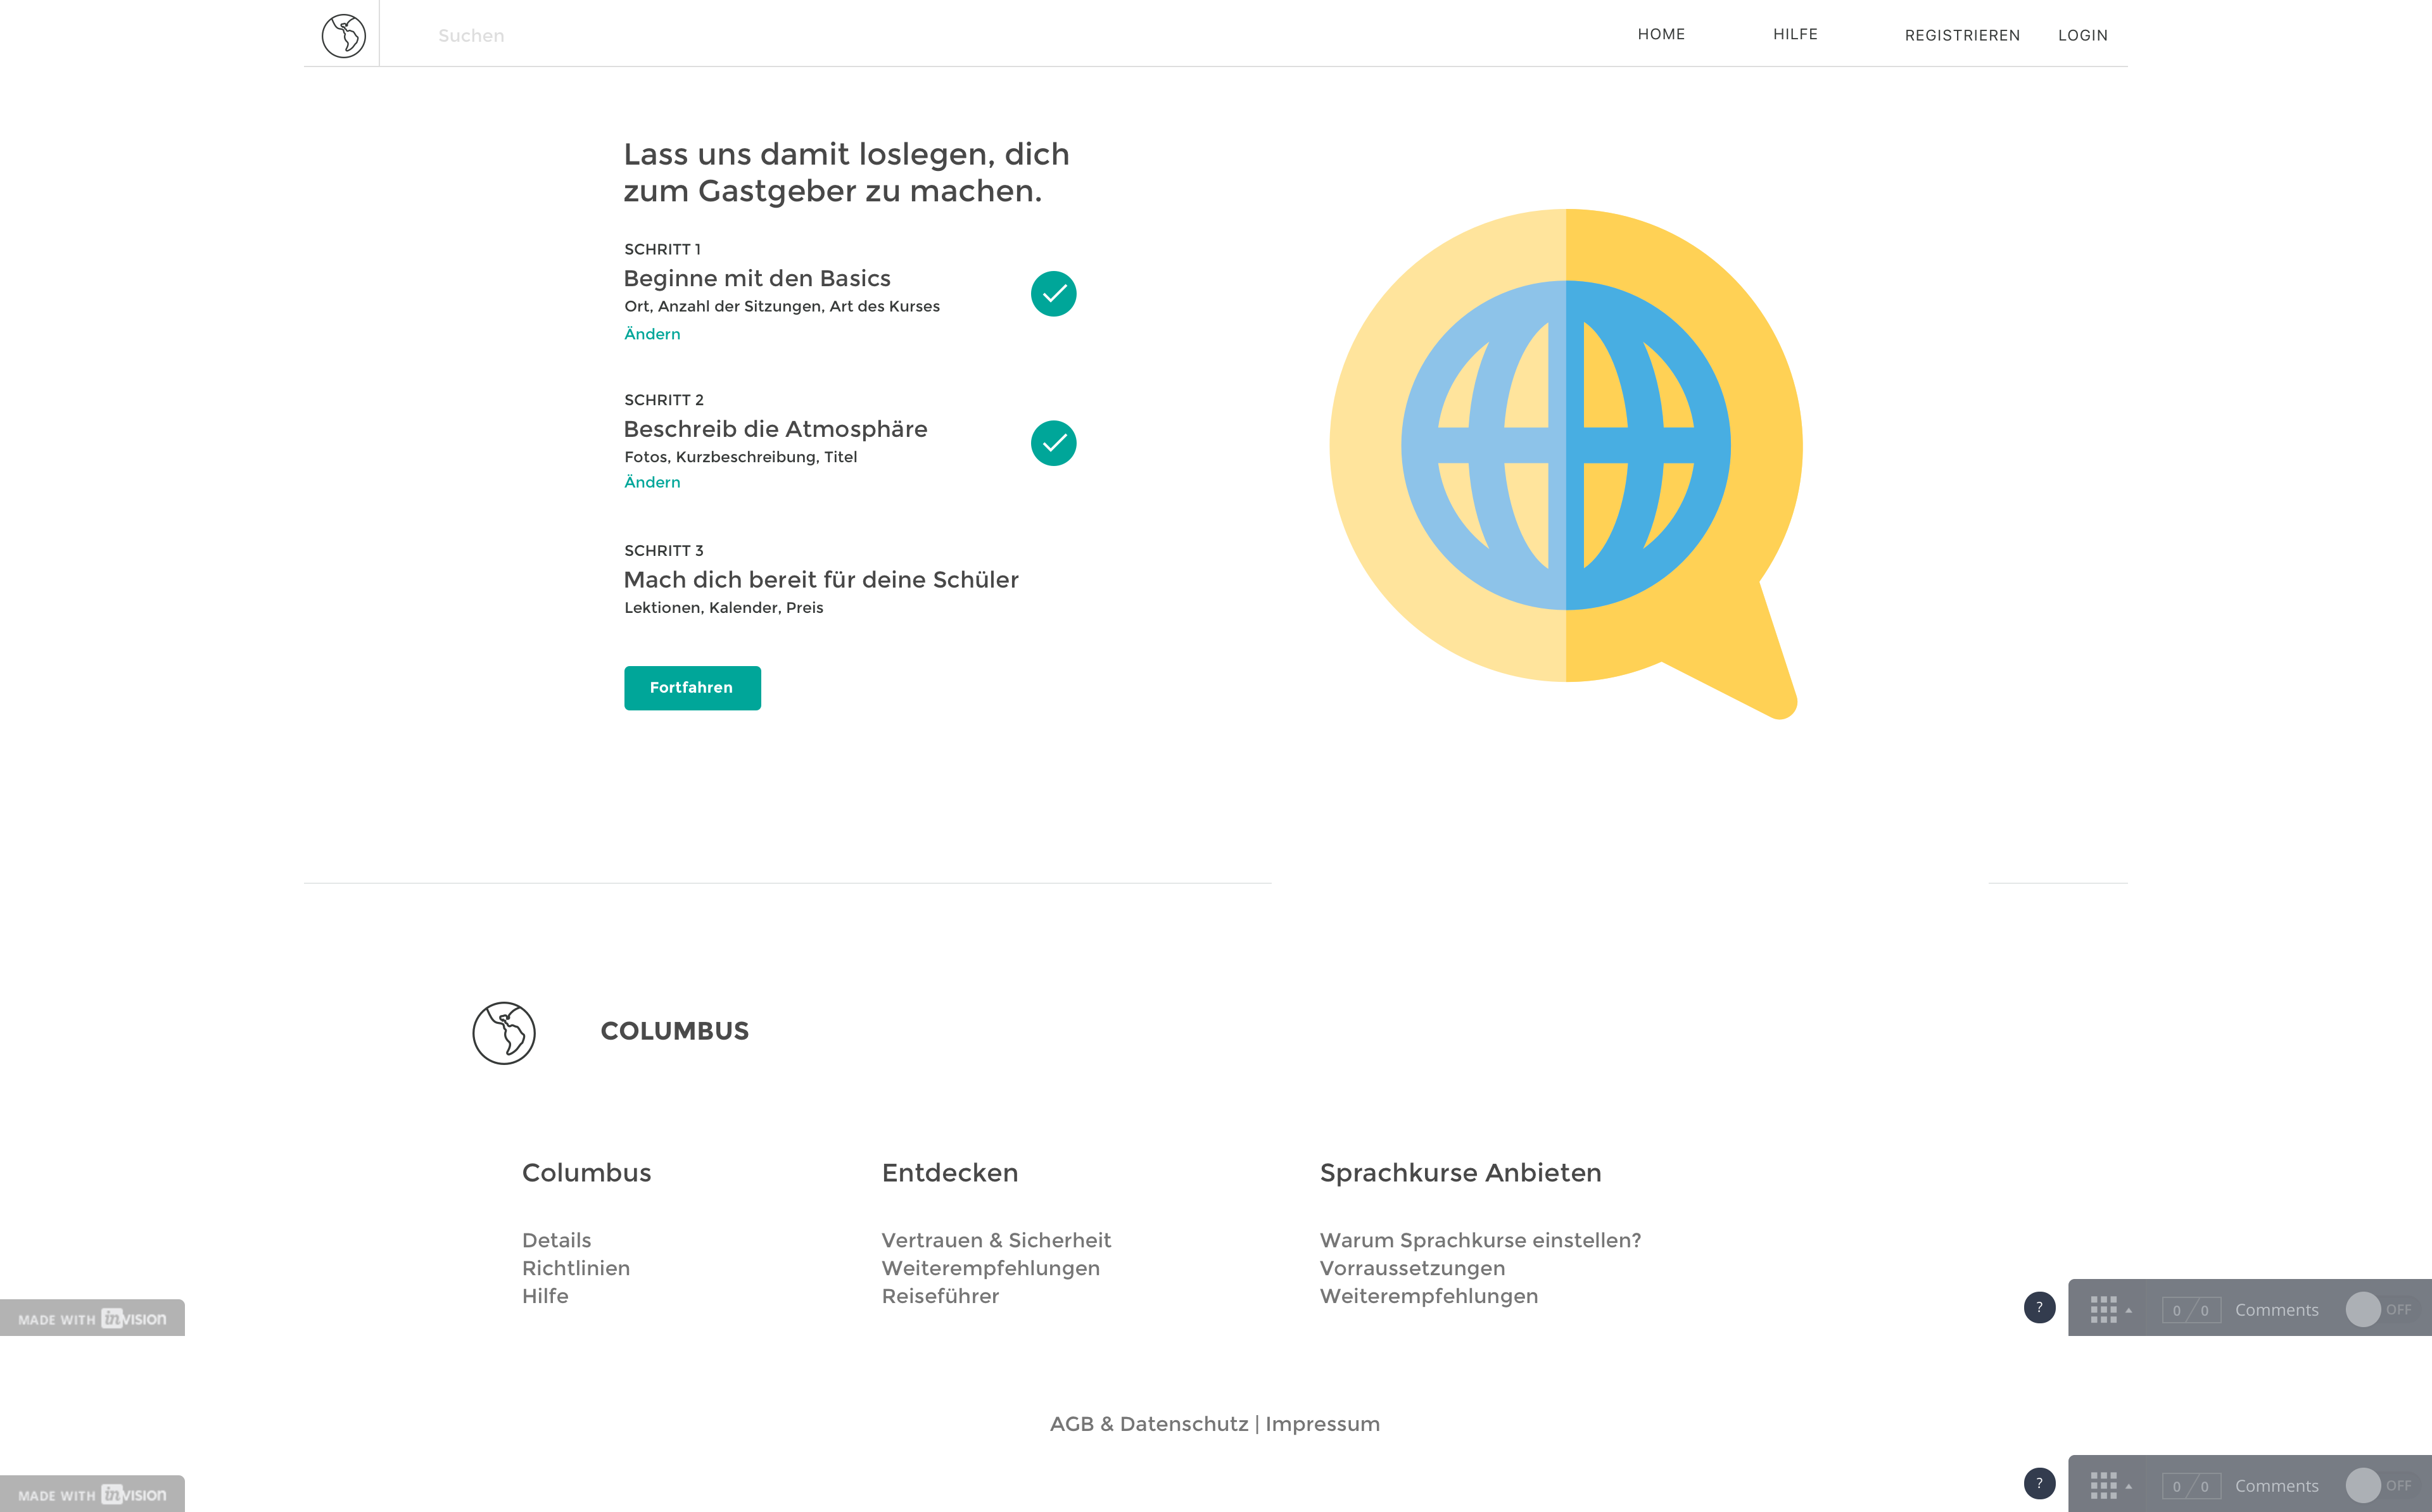 Suchen
HOME
HILFE
REGISTRIEREN
LOGIN
Lass uns damit loslegen, dich
zum Gastgeber zu machen.
SCHRITT 1
Beginne mit den Basics
Ort, Anzahl der Sitzungen, Art des Kurses
Ändern
SCHRITT 2
Beschreib die Atmosphäre
Fotos, Kurzbeschreibung, Titel
Ändern
SCHRITT 3
Mach dich bereit für deine Schüler
Lektionen, Kalender, Preis
Fortfahren
COLUMBUS
Columbus
Details
Richtlinien
Hilfe
Entdecken
Vertrauen & Sicherheit
Weiterempfehlungen
Reiseführer
Sprachkurse Anbieten
Warum Sprachkurse einstellen?
Vorraussetzungen
Weiterempfehlungen
MADE WITH inVISION
?
0 / 0
Comments
OFF
AGB & Datenschutz | Impressum
MADE WITH inVISION
?
0 / 0
Comments
OFF